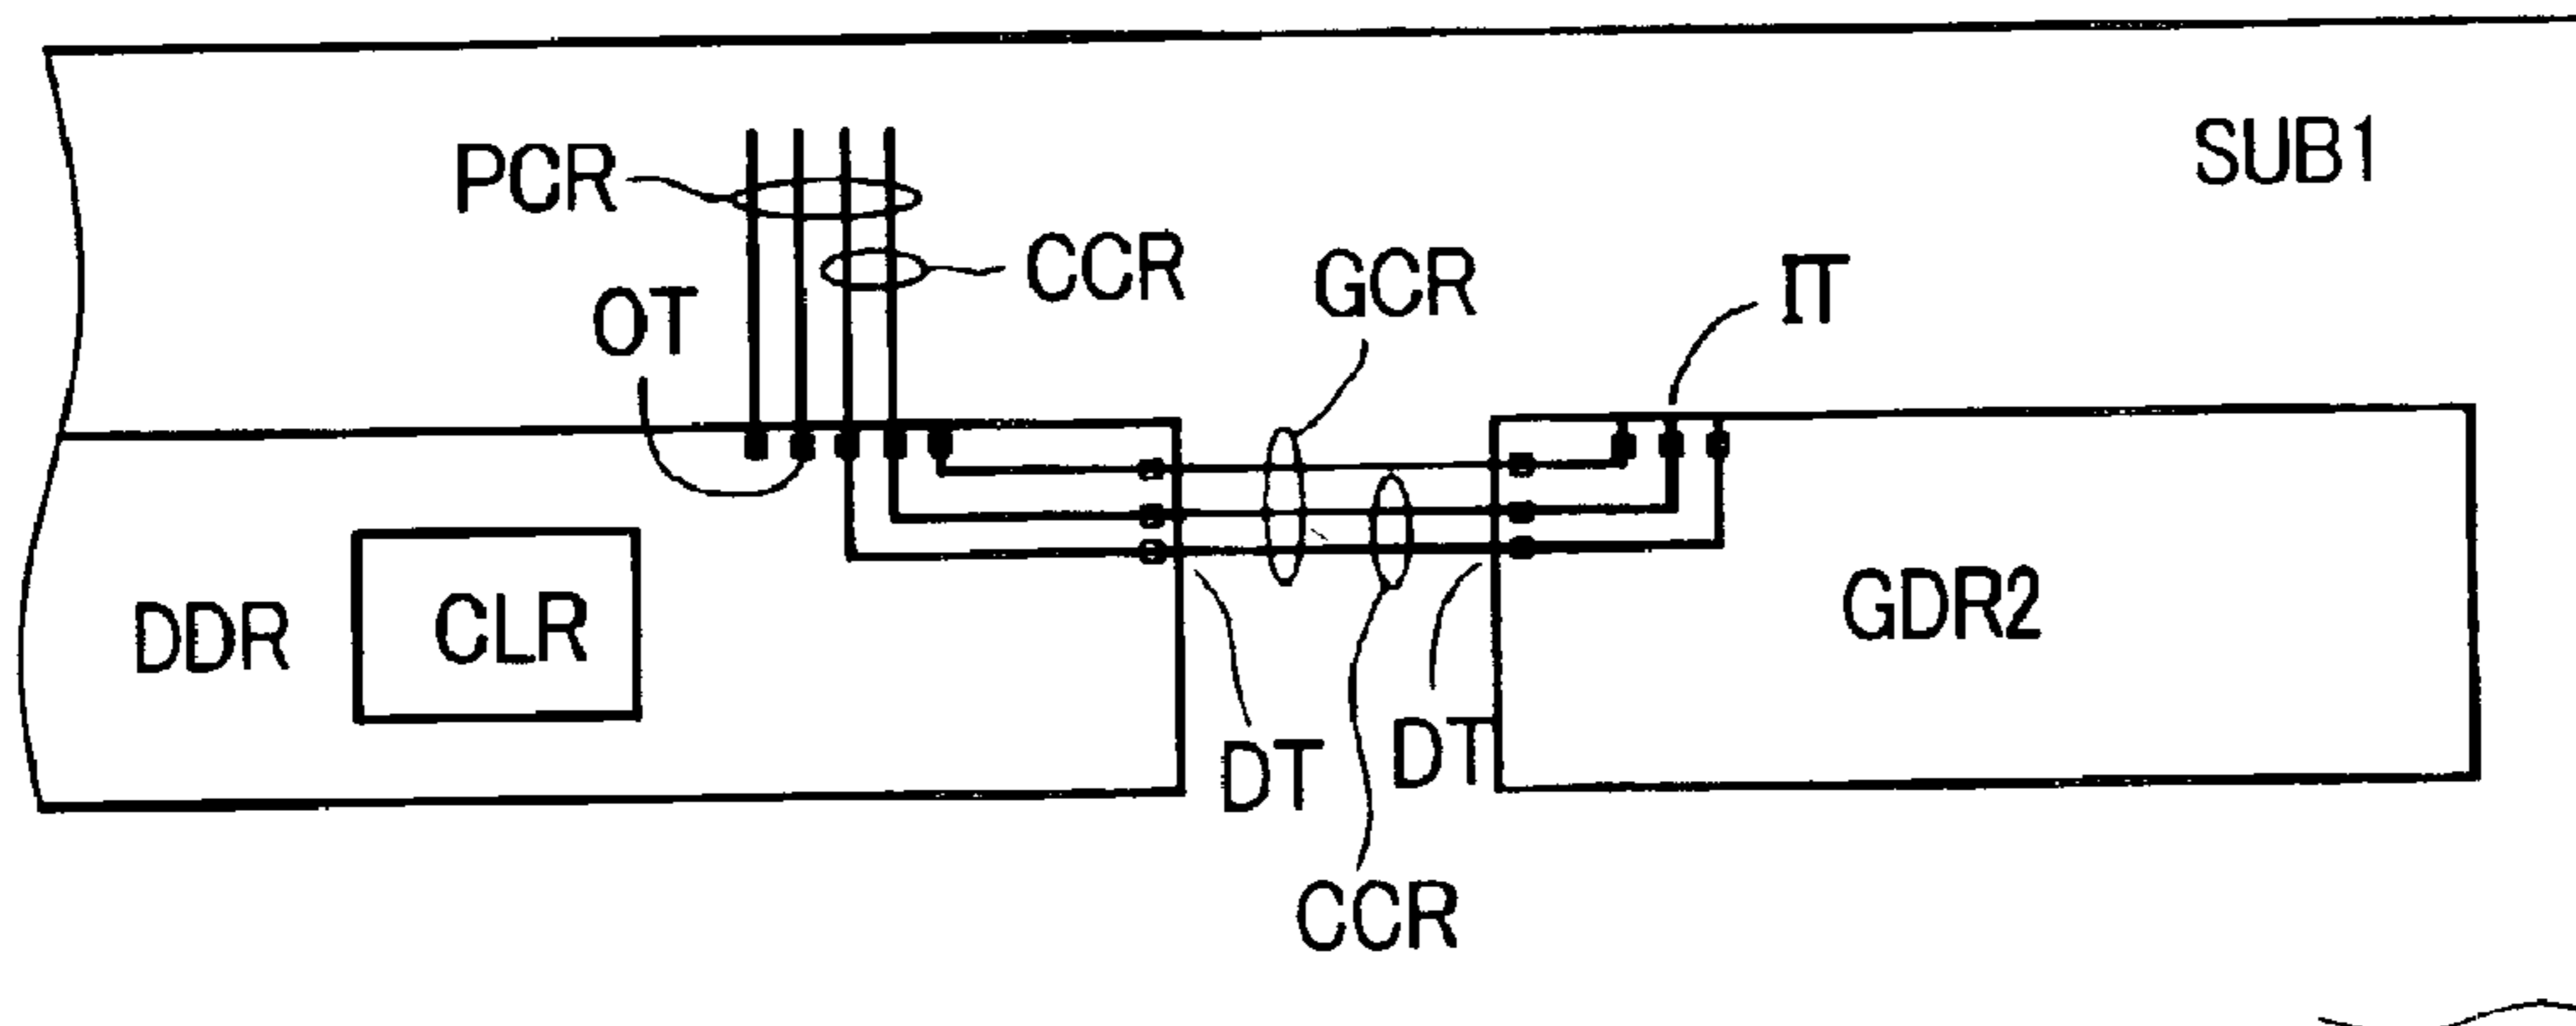 SUB1
PCR
CCR
GCR
IT
OT
DDR
CLR
GDR2
DT
DT
CCR